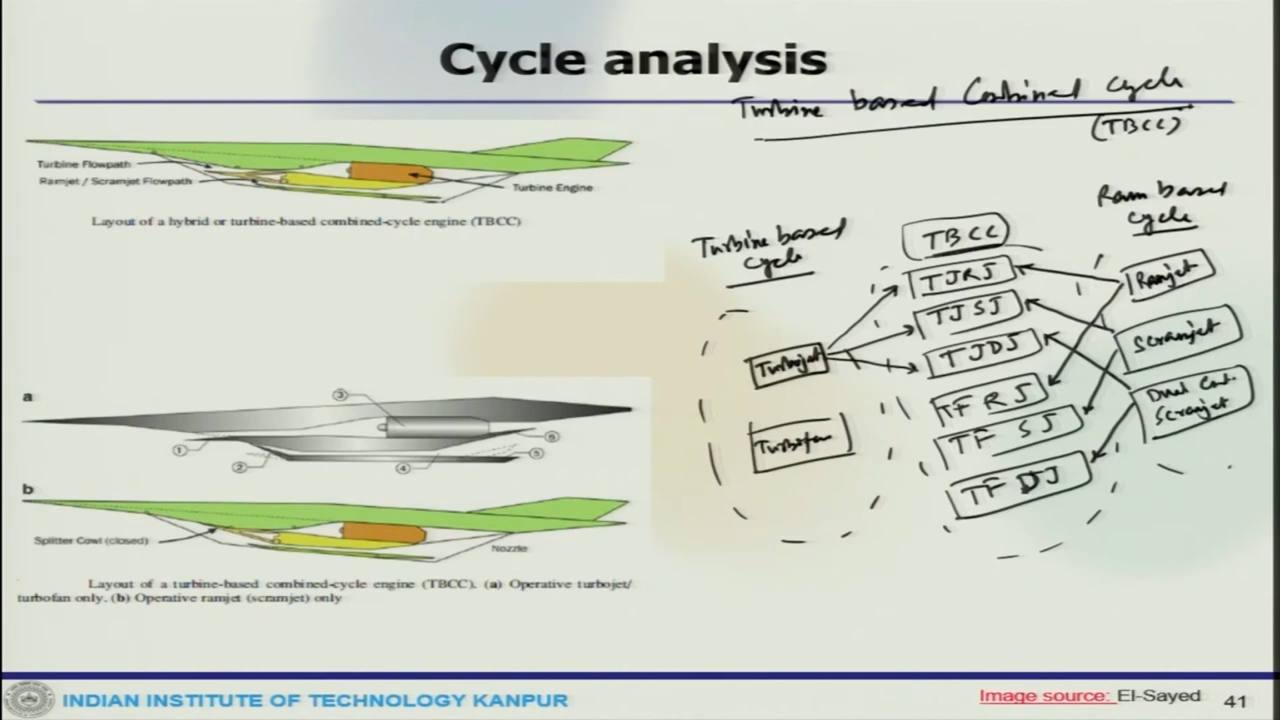 Cycle analysis
Turbine based Combined cycle
(TBCC)
Turbine Flowpath
Ramjet / Scramjet Flowpath
Turbine Engine
Layout of a hybrid or turbine-based combined-cycle engine (TBCC)
Turbine based
cycle
TBCC
Ram based
cycle
TJRJ
TJSJ
TJDJ
TFRJ
TF SJ
TF DJ
Turbojet
Turbofan
Ramjet
Scramjet
Dual Cont.
Scramjet
a
3
1
6
2
4
5
b
Splitter Cowl (closed)
Nozzle
Layout of a turbine-based combined-cycle engine (TBCC). (a) Operative turbojet/
turbofan only. (b) Operative ramjet (scramjet) only
INDIAN INSTITUTE OF TECHNOLOGY KANPUR
Image source: El-Sayed
41